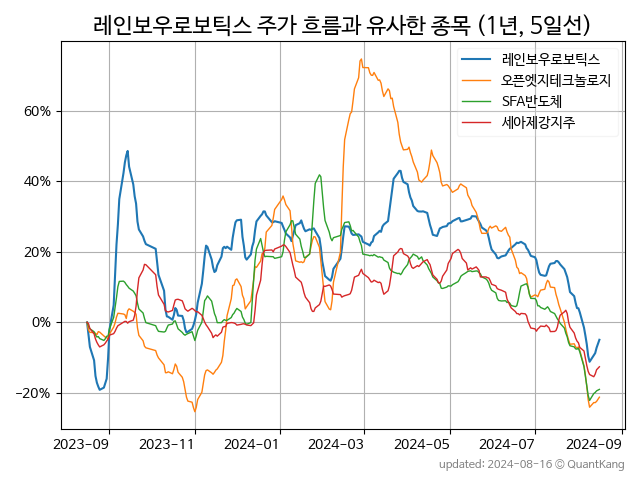 레인보우로보틱스 주가 흐름과 유사한 종목 (1년, 5일선)
레인보우로보틱스
오픈엣지테크놀로지
SFA반도체
세아제강지주
60%
40%
20%
0%
−20%
2023-09 2023-11 2024-01 2024-03 2024-05 2024-07 2024-09
updated: 2024-08-16 © QuantKang